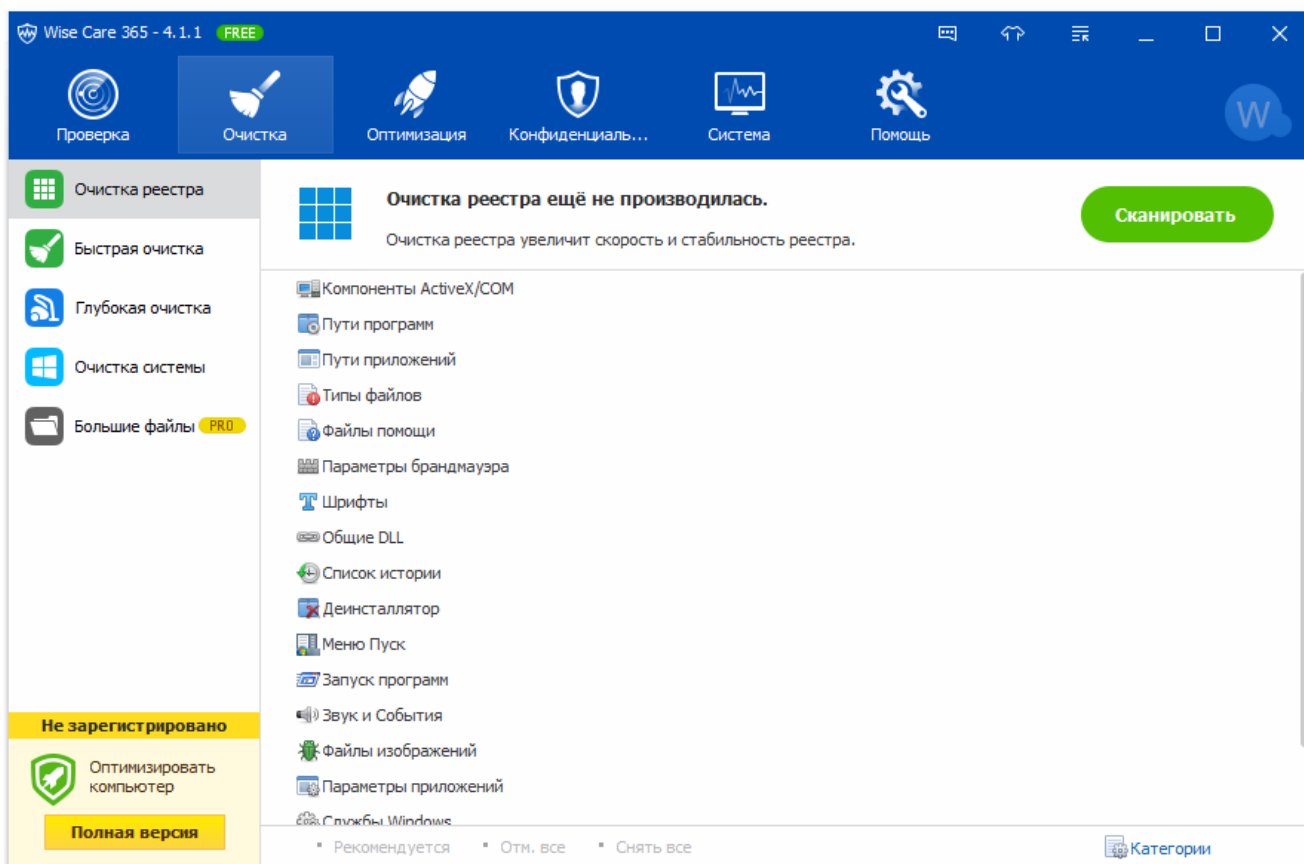 Wise Care 365 - 4.1.1 FREE
Проверка
Очистка
Оптимизация
Конфиденциаль...
Система
Помощь
W
Очистка реестра
Быстрая очистка
Глубокая очистка
Очистка системы
Большие файлы PRO
Очистка реестра ещё не производилась.
Очистка реестра увеличит скорость и стабильность реестра.
Сканировать
Компоненты ActiveX/COM
Пути программ
Пути приложений
Типы файлов
Файлы помощи
Параметры брандмауэра
Шрифты
Общие DLL
Список истории
Деинсталлятор
Меню Пуск
Запуск программ
Звук и События
Файлы изображений
Параметры приложений
Службы Windows
Не зарегистрировано
Оптимизировать
компьютер
Полная версия
Рекомендуется
Отм. все
Снять все
Категории